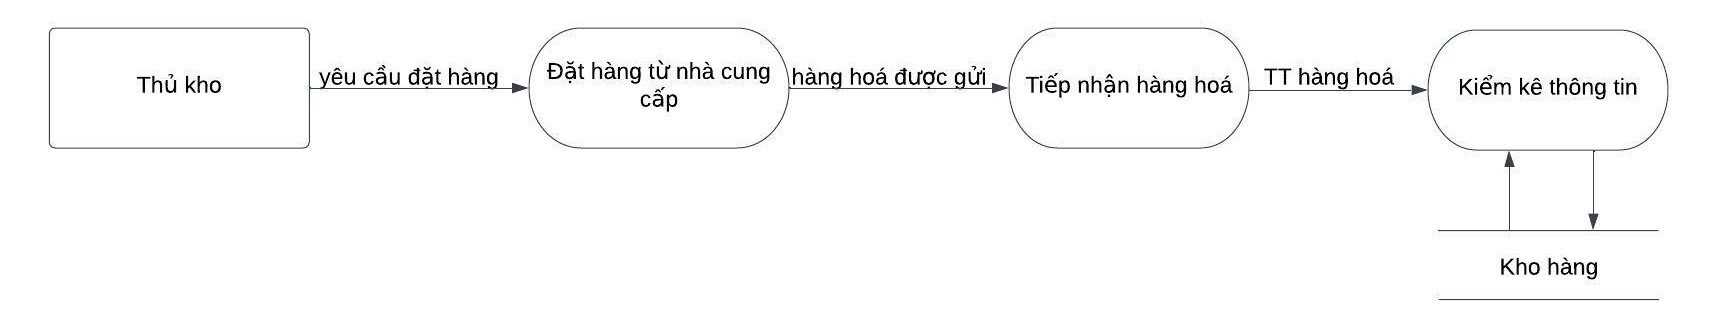 Thủ kho
yêu cầu đặt hàng
Đặt hàng từ nhà cung
cấp
hàng hoá được gửi
Tiếp nhận hàng hoá
TT hàng hoá
Kiểm kê thông tin
Kho hàng